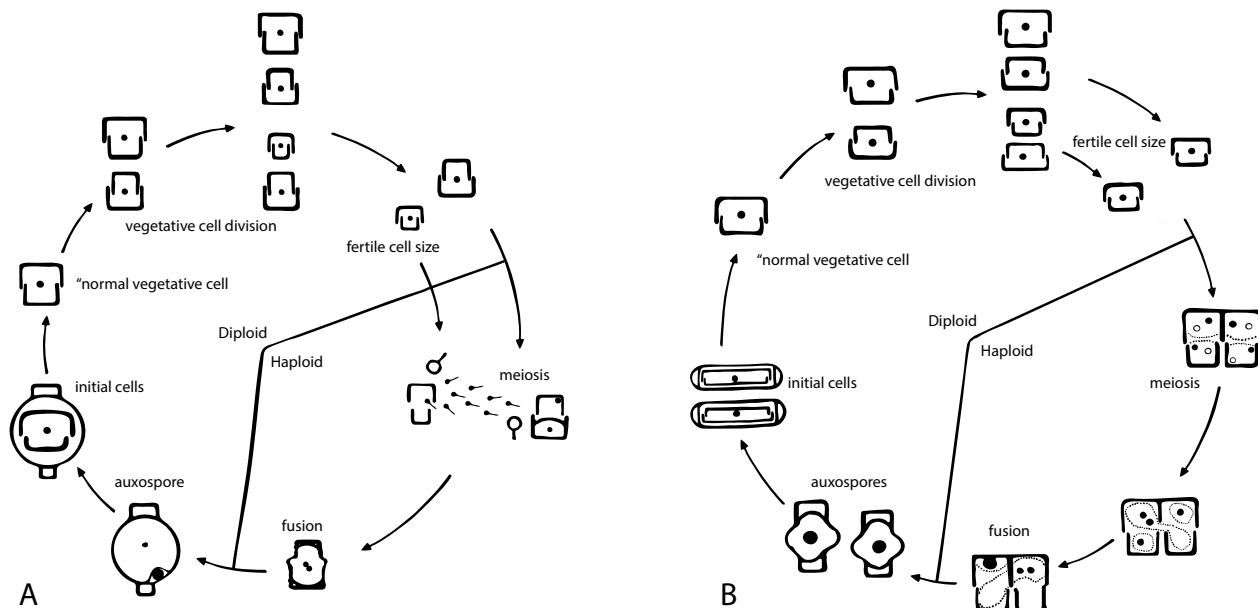 vegetative cell division
fertile cell size
“normal vegetative cell
Diploid
Haploid
initial cells
meiosis
auxospore
fusion
A
fertile cell size
vegetative cell division
“normal vegetative cell
Diploid
Haploid
initial cells
meiosis
auxospores
fusion
B